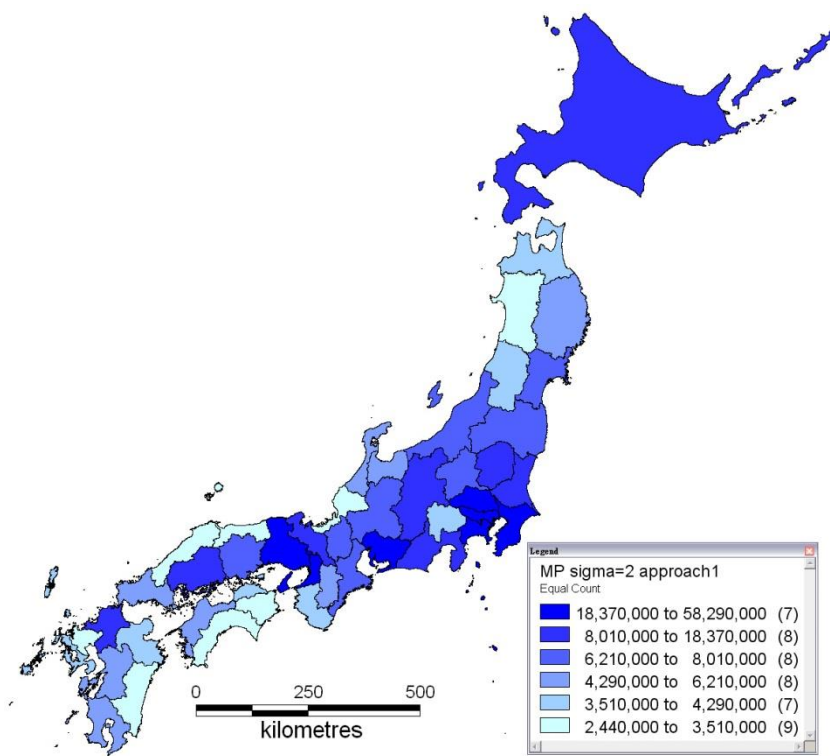 0 250 500
kilometres
Legend
MP sigma=2 approach1
Equal Count
18,370,000 to 58,290,000 (7)
8,010,000 to 18,370,000 (8)
6,210,000 to 8,010,000 (8)
4,290,000 to 6,210,000 (8)
3,510,000 to 4,290,000 (7)
2,440,000 to 3,510,000 (9)